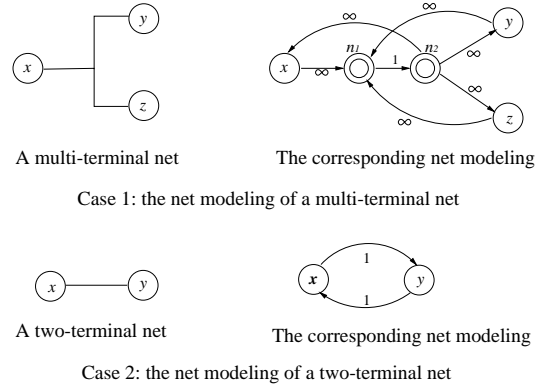 x
y
z
x
n1
n2
y
z
∞
∞
∞
1
∞
∞
∞
A multi-terminal net
The corresponding net modeling
Case 1: the net modeling of a multi-terminal net
x
y
x
y
1
1
A two-terminal net
The corresponding net modeling
Case 2: the net modeling of a two-terminal net